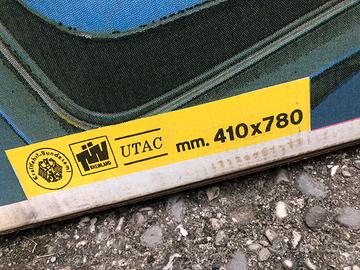 Kraftfahrt-Bundesamt
TÜV
RHEINLAND
UTAC
mm. 410x780